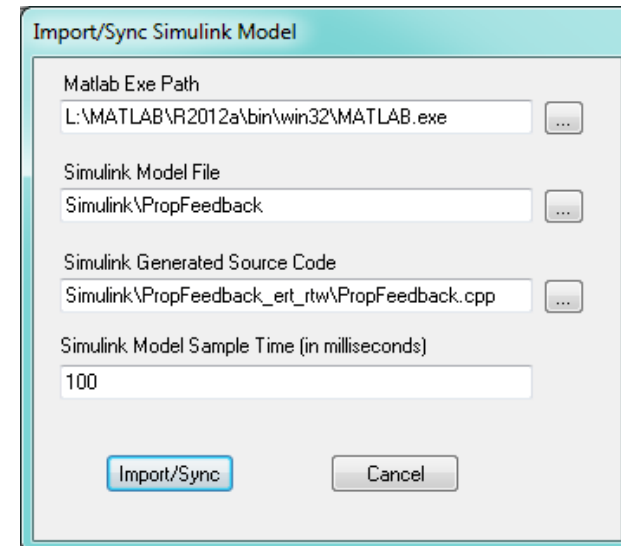 Import/Sync Simulink Model
Matlab Exe Path
L:\MATLAB\R2012a\bin\win32\MATLAB.exe
...
Simulink Model File
Simulink\PropFeedback
...
Simulink Generated Source Code
Simulink\PropFeedback_ert_rtw\PropFeedback.cpp
...
Simulink Model Sample Time (in milliseconds)
100
Import/Sync
Cancel